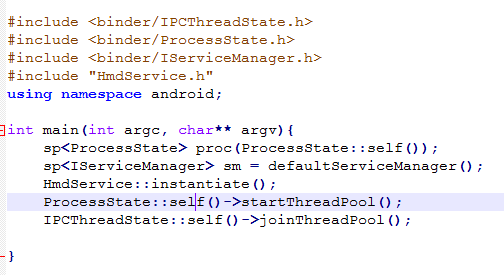 #include <binder/IPCThreadState.h>
#include <binder/ProcessState.h>
#include <binder/IServiceManager.h>
#include "HmdService.h"
using namespace android;

int main(int argc, char** argv){
    sp<ProcessState> proc(ProcessState::self());
    sp<IServiceManager> sm = defaultServiceManager();
    HmdService::instantiate();
    ProcessState::self()->startThreadPool();
    IPCThreadState::self()->joinThreadPool();

}